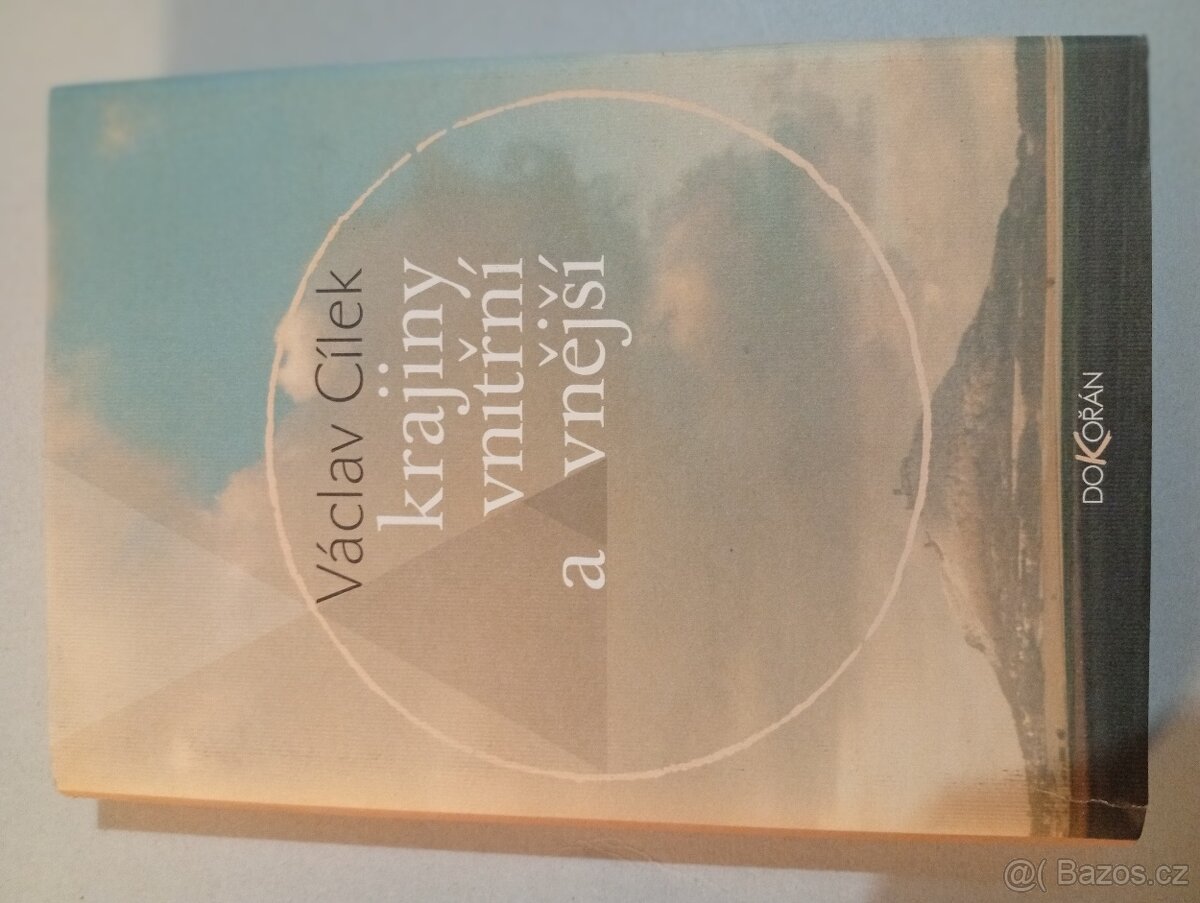 Václav Cílek
krajiny
vnitřní
a vnější
DOKOŘÁN
@( Bazos.cz